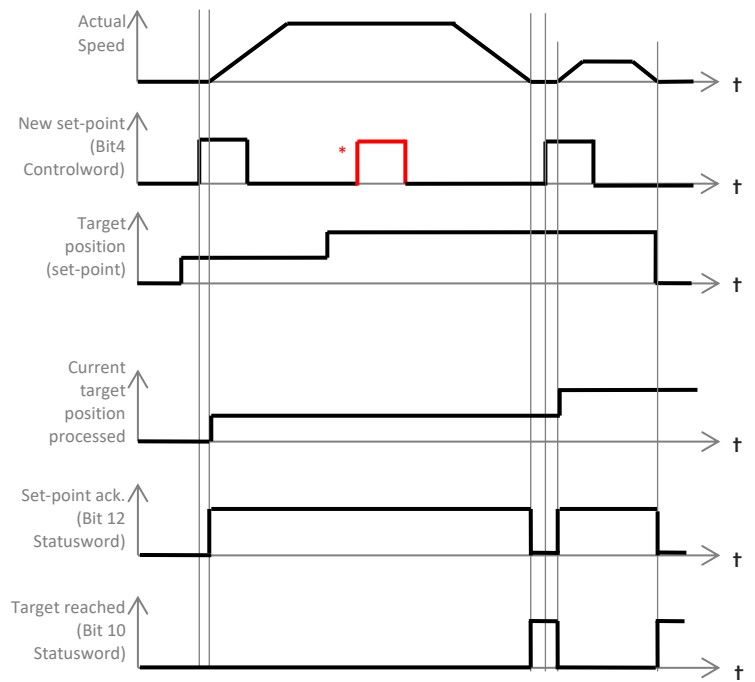 Actual
Speed
t
New set-point
(Bit4
Controlword)
*
t
Target
position
(set-point)
t
Current
target
position
processed
t
Set-point ack.
(Bit 12
Statusword)
t
Target reached
(Bit 10
Statusword)
t